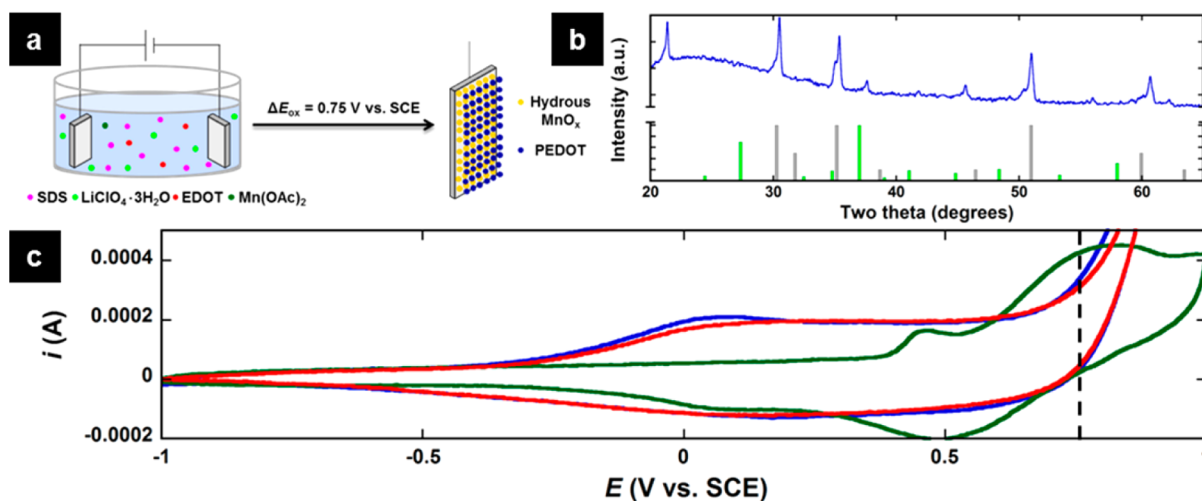 a
ΔEox = 0.75 V vs. SCE
Hydrous
MnOx
PEDOT
SDS LiClO4·3H2O EDOT Mn(OAc)2
b
Intensity (a.u.)
20 30 40 50 60
Two theta (degrees)
c
i (A)
0.0004
0.0002
0
-0.0002
-1 -0.5 0 0.5
E (V vs. SCE)